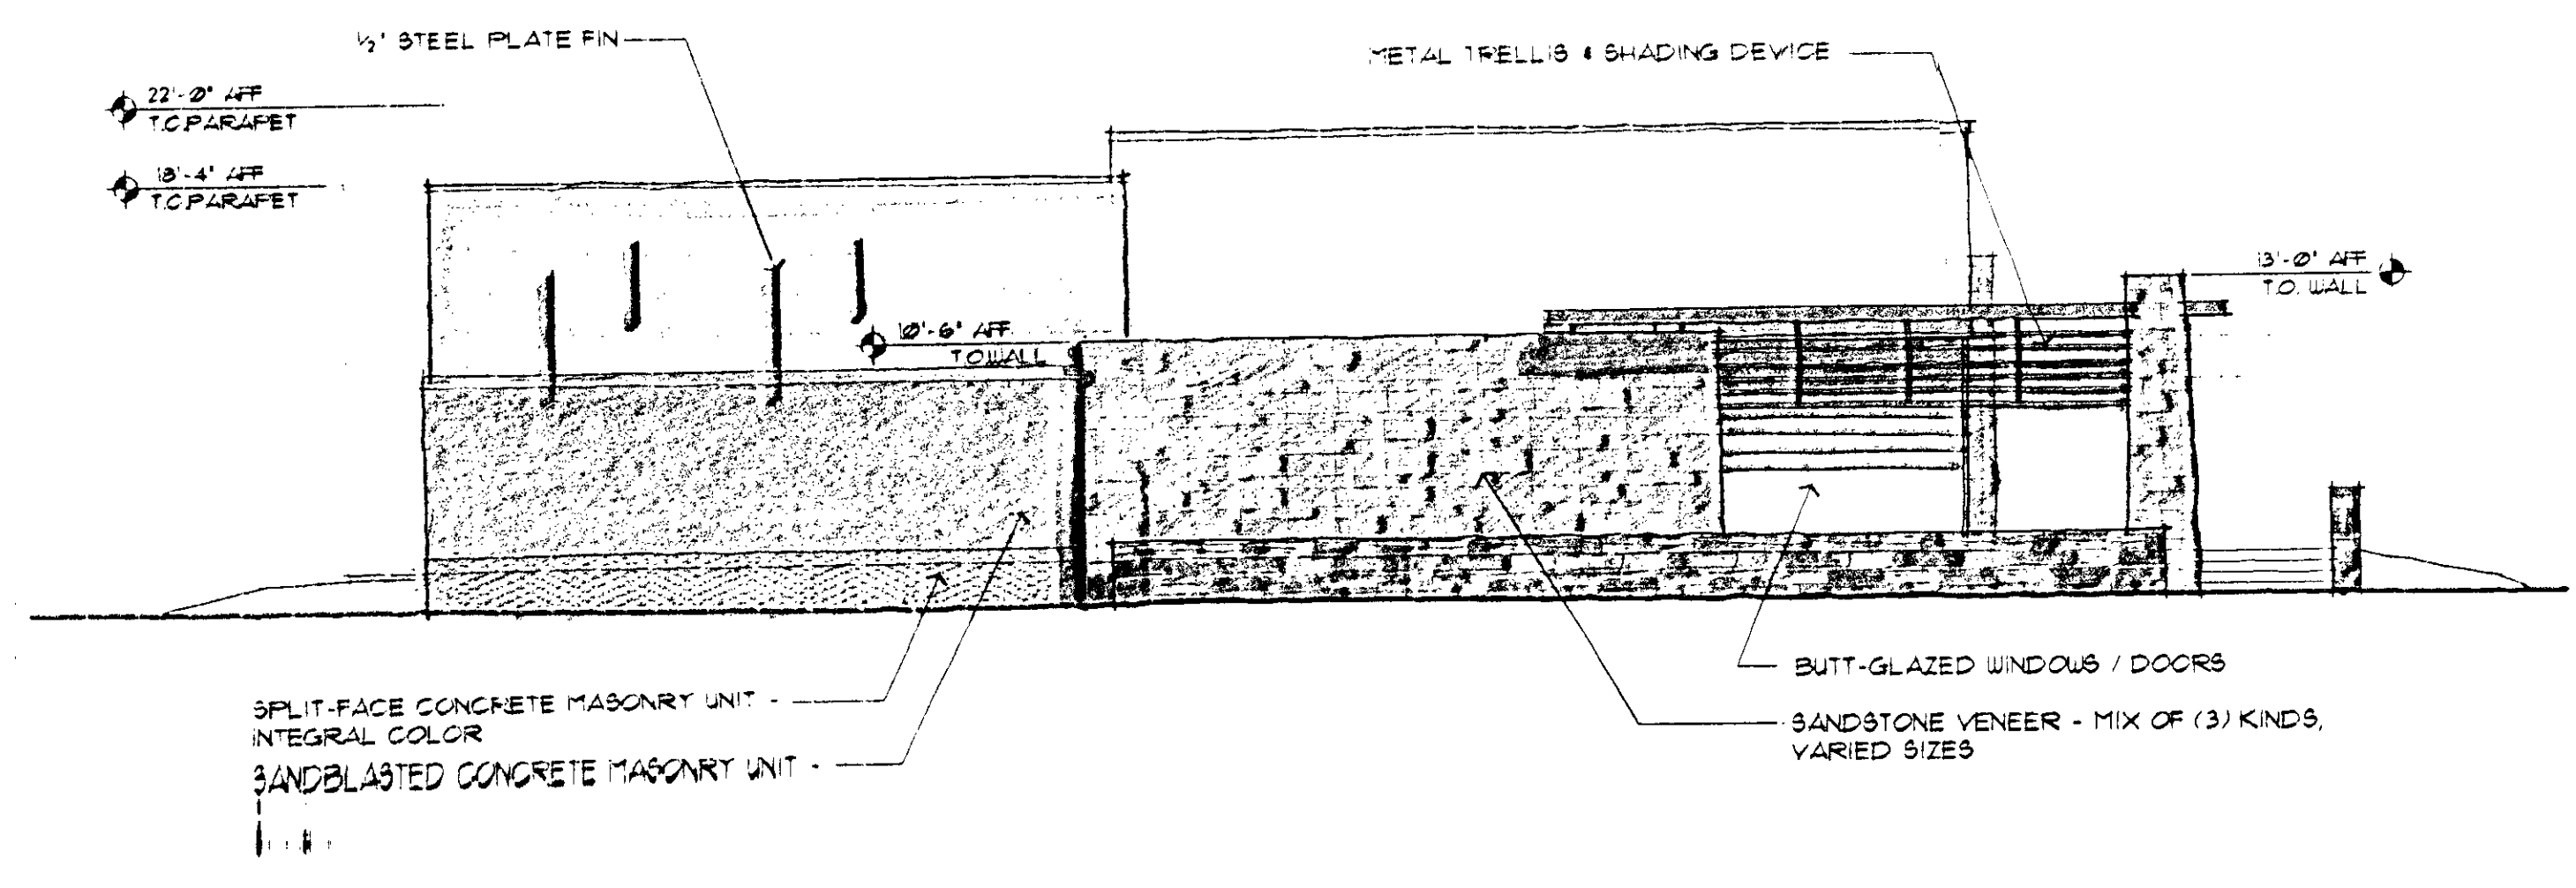 ½" STEEL PLATE FIN
METAL TRELLIS & SHADING DEVICE
22'-0" AFF
T.O.PARAPET
18'-4" AFF
T.O.PARAPET
13'-0" AFF
T.O. WALL
10'-6" AFF
T.O.WALL
BUTT-GLAZED WINDOWS / DOORS
SPLIT-FACE CONCRETE MASONRY UNIT -
INTEGRAL COLOR
SANDSTONE VENEER - MIX OF (3) KINDS,
VARIED SIZES
SANDBLASTED CONCRETE MASONRY UNIT -